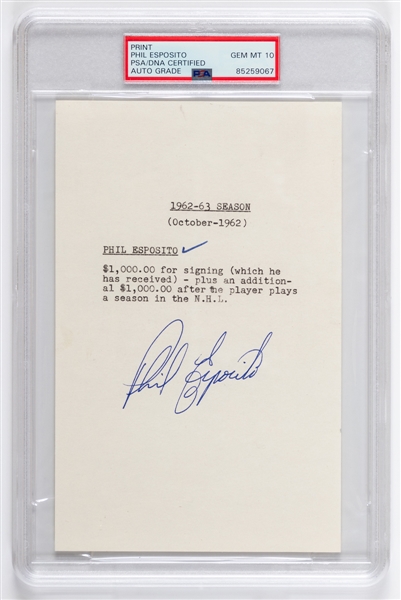 PRINT
PHIL ESPOSITO GEM MT 10
PSA/DNA CERTIFIED
AUTO GRADE PSA 85259067
1962-63 SEASON
(October-1962)
PHIL ESPOSITO
$1,000.00 for signing (which he
has received) - plus an addition-
al $1,000.00 after the player plays
a season in the N.H.L.
Phil Esposito